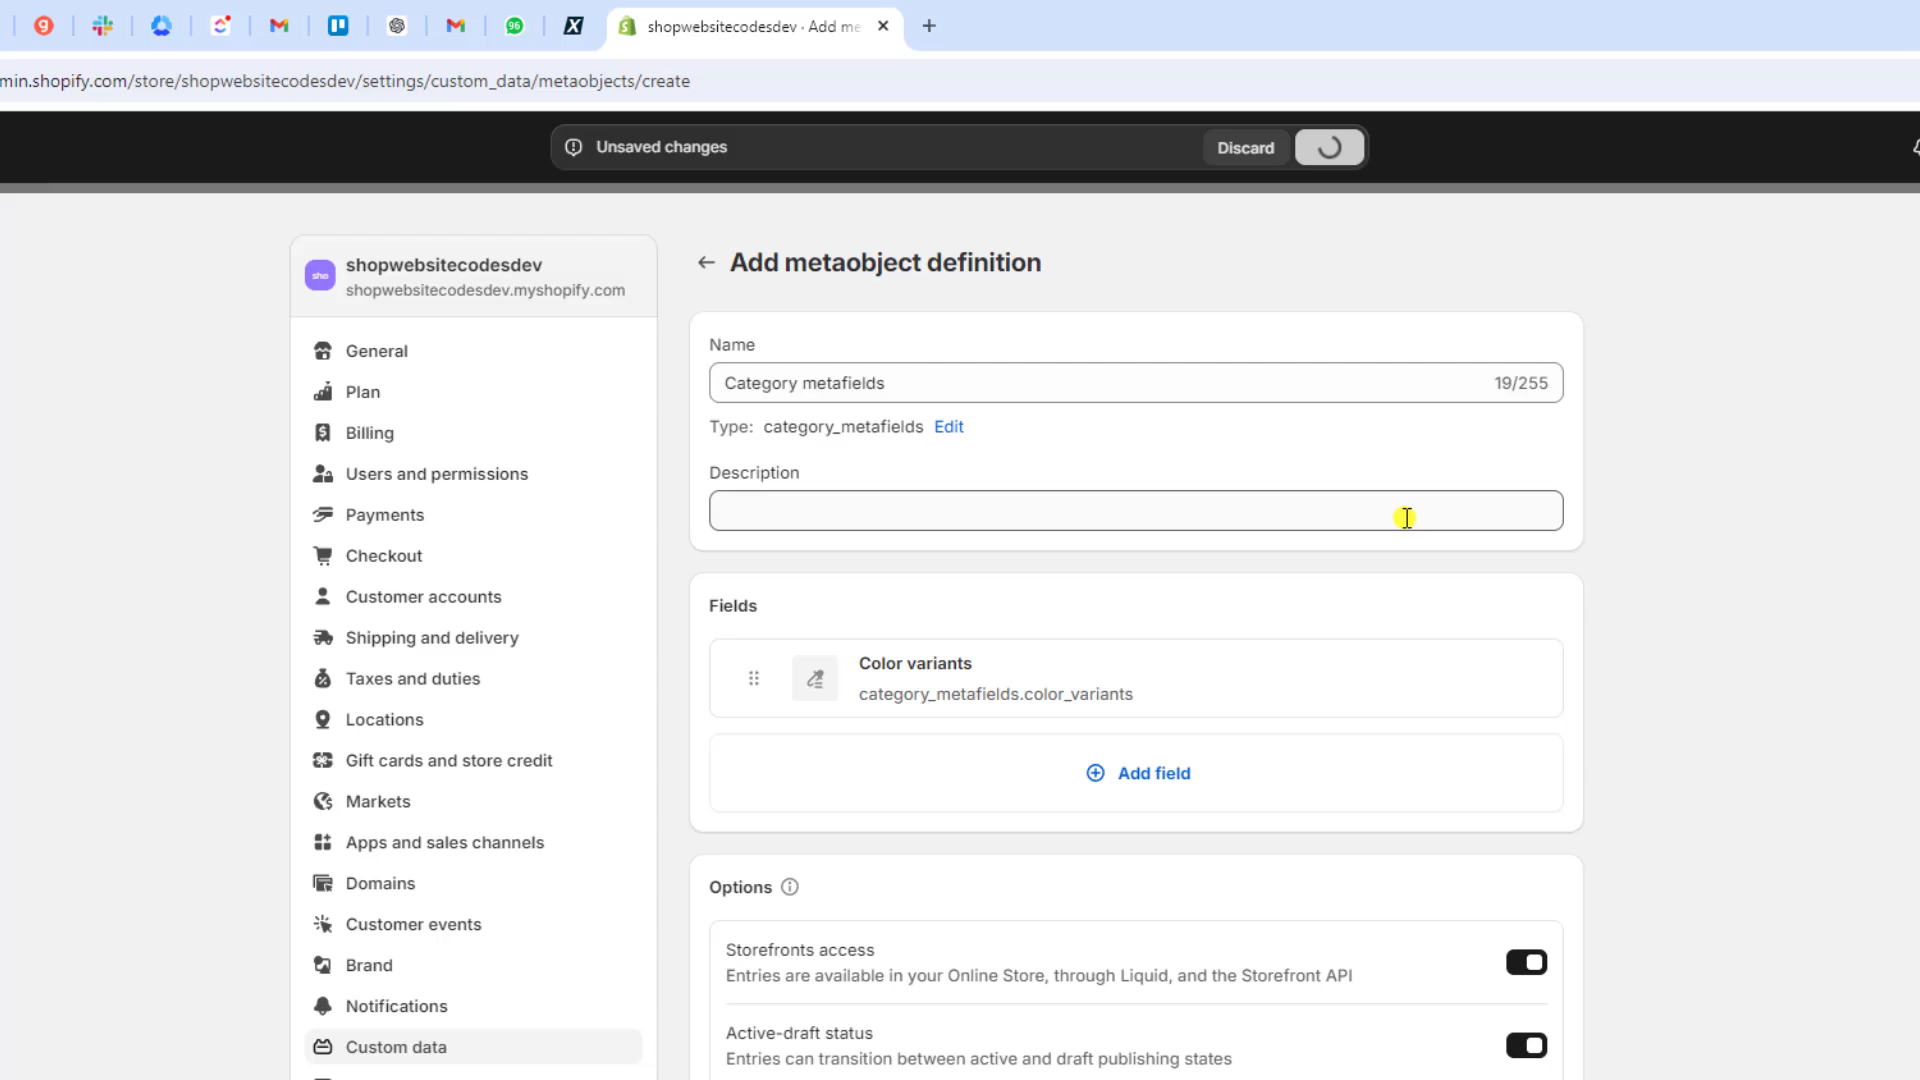 96
shopwebsitecodesdev · Add me
min.shopify.com/store/shopwebsitecodesdev/settings/custom_data/metaobjects/create
Unsaved changes
Discard
sho
shopwebsitecodesdev
shopwebsitecodesdev.myshopify.com
General
Plan
Billing
Users and permissions
Payments
Checkout
Customer accounts
Shipping and delivery
Taxes and duties
Locations
Gift cards and store credit
Markets
Apps and sales channels
Domains
Customer events
Brand
Notifications
Custom data
Add metaobject definition
Name
Category metafields 19/255
Type: category_metafields Edit
Description
Fields
Color variants
category_metafields.color_variants
Add field
Options
Storefronts access
Entries are available in your Online Store, through Liquid, and the Storefront API
Active-draft status
Entries can transition between active and draft publishing states